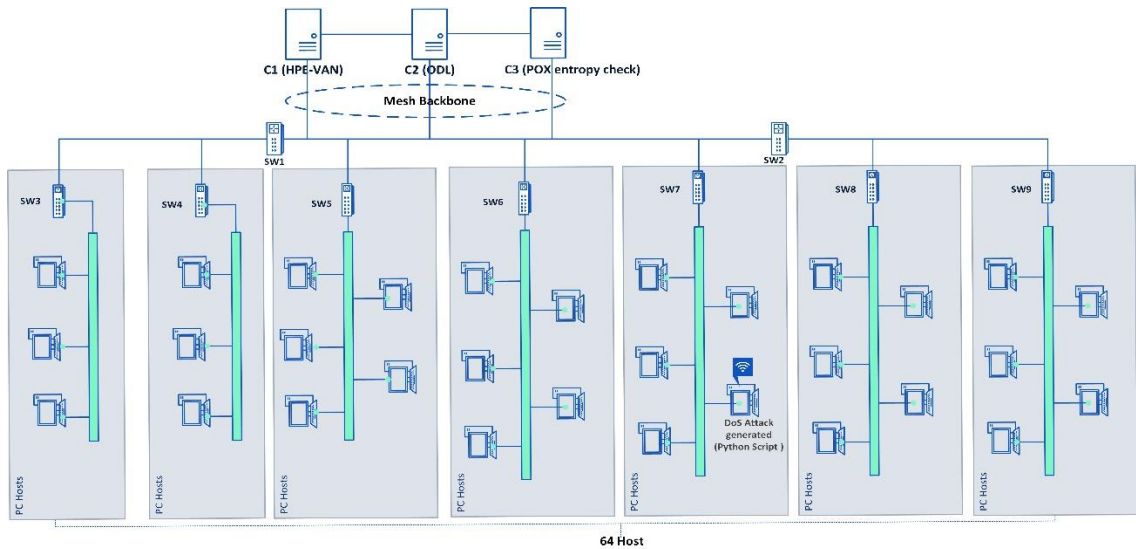 C1 (HPE-VAN)
C2 (ODL)
C3 (POX entropy check)
Mesh Backbone
SW1
SW2
SW3
SW4
SW5
SW6
SW7
SW8
SW9
DoS Attack
generated
(Python Script )
PC Hosts
PC Hosts
PC Hosts
PC Hosts
PC Hosts
PC Hosts
PC Hosts
64 Host